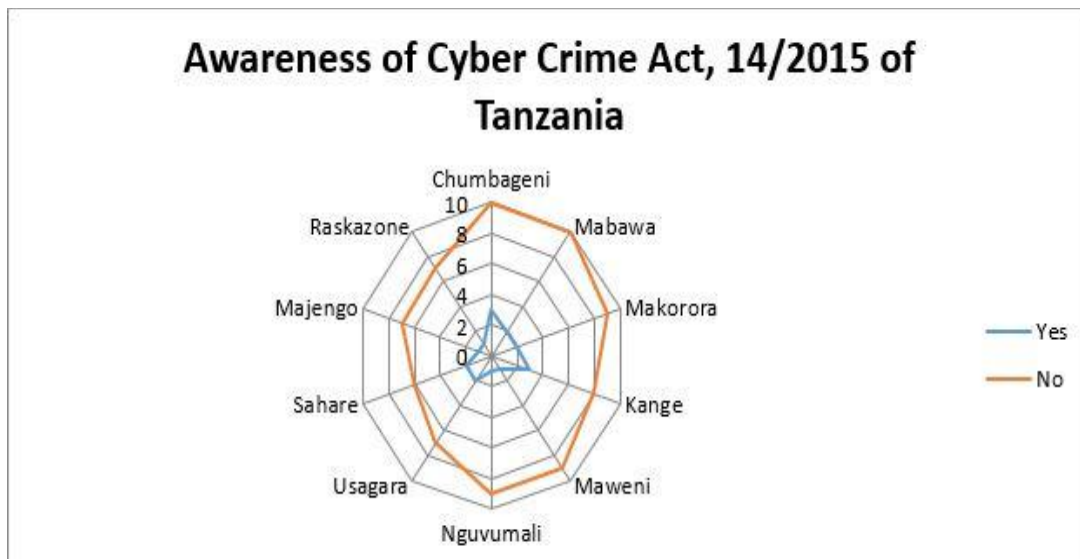 Awareness of Cyber Crime Act, 14/2015 of
Tanzania
Chumbageni
10
Raskazone
8
Mabawa
6
4
Majengo
Makorora
2
Yes
0
No
Sahare
Kange
Usagara
Maweni
Nguvumali